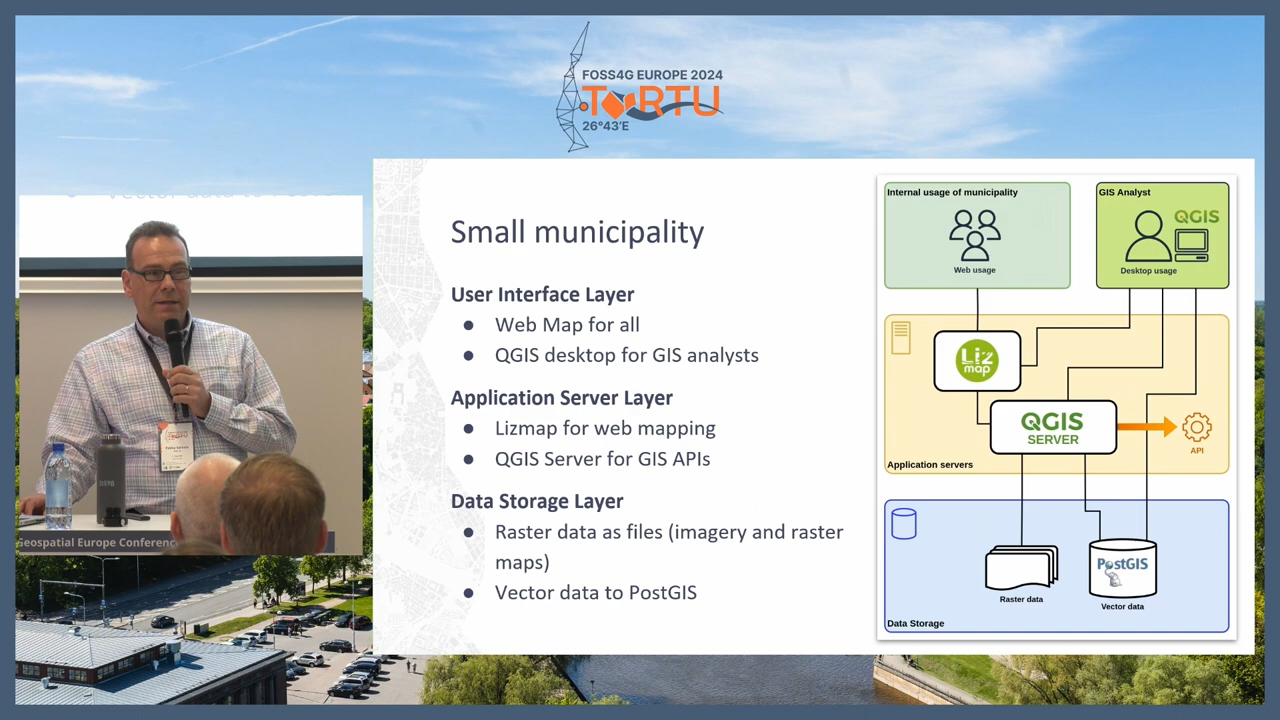 FOSS4G EUROPE 2024
TARTU
26°43'E
Vector data to
Geospatial Europe Conference
Small municipality
User Interface Layer
● Web Map for all
● QGIS desktop for GIS analysts
Application Server Layer
● Lizmap for web mapping
● QGIS Server for GIS APIs
Data Storage Layer
● Raster data as files (imagery and raster
maps)
● Vector data to PostGIS
Internal usage of municipality
Web usage
GIS Analyst
QGIS
Desktop usage
Liz
map
QGIS
SERVER
API
Application servers
PostGIS
Raster data
Vector data
Data Storage